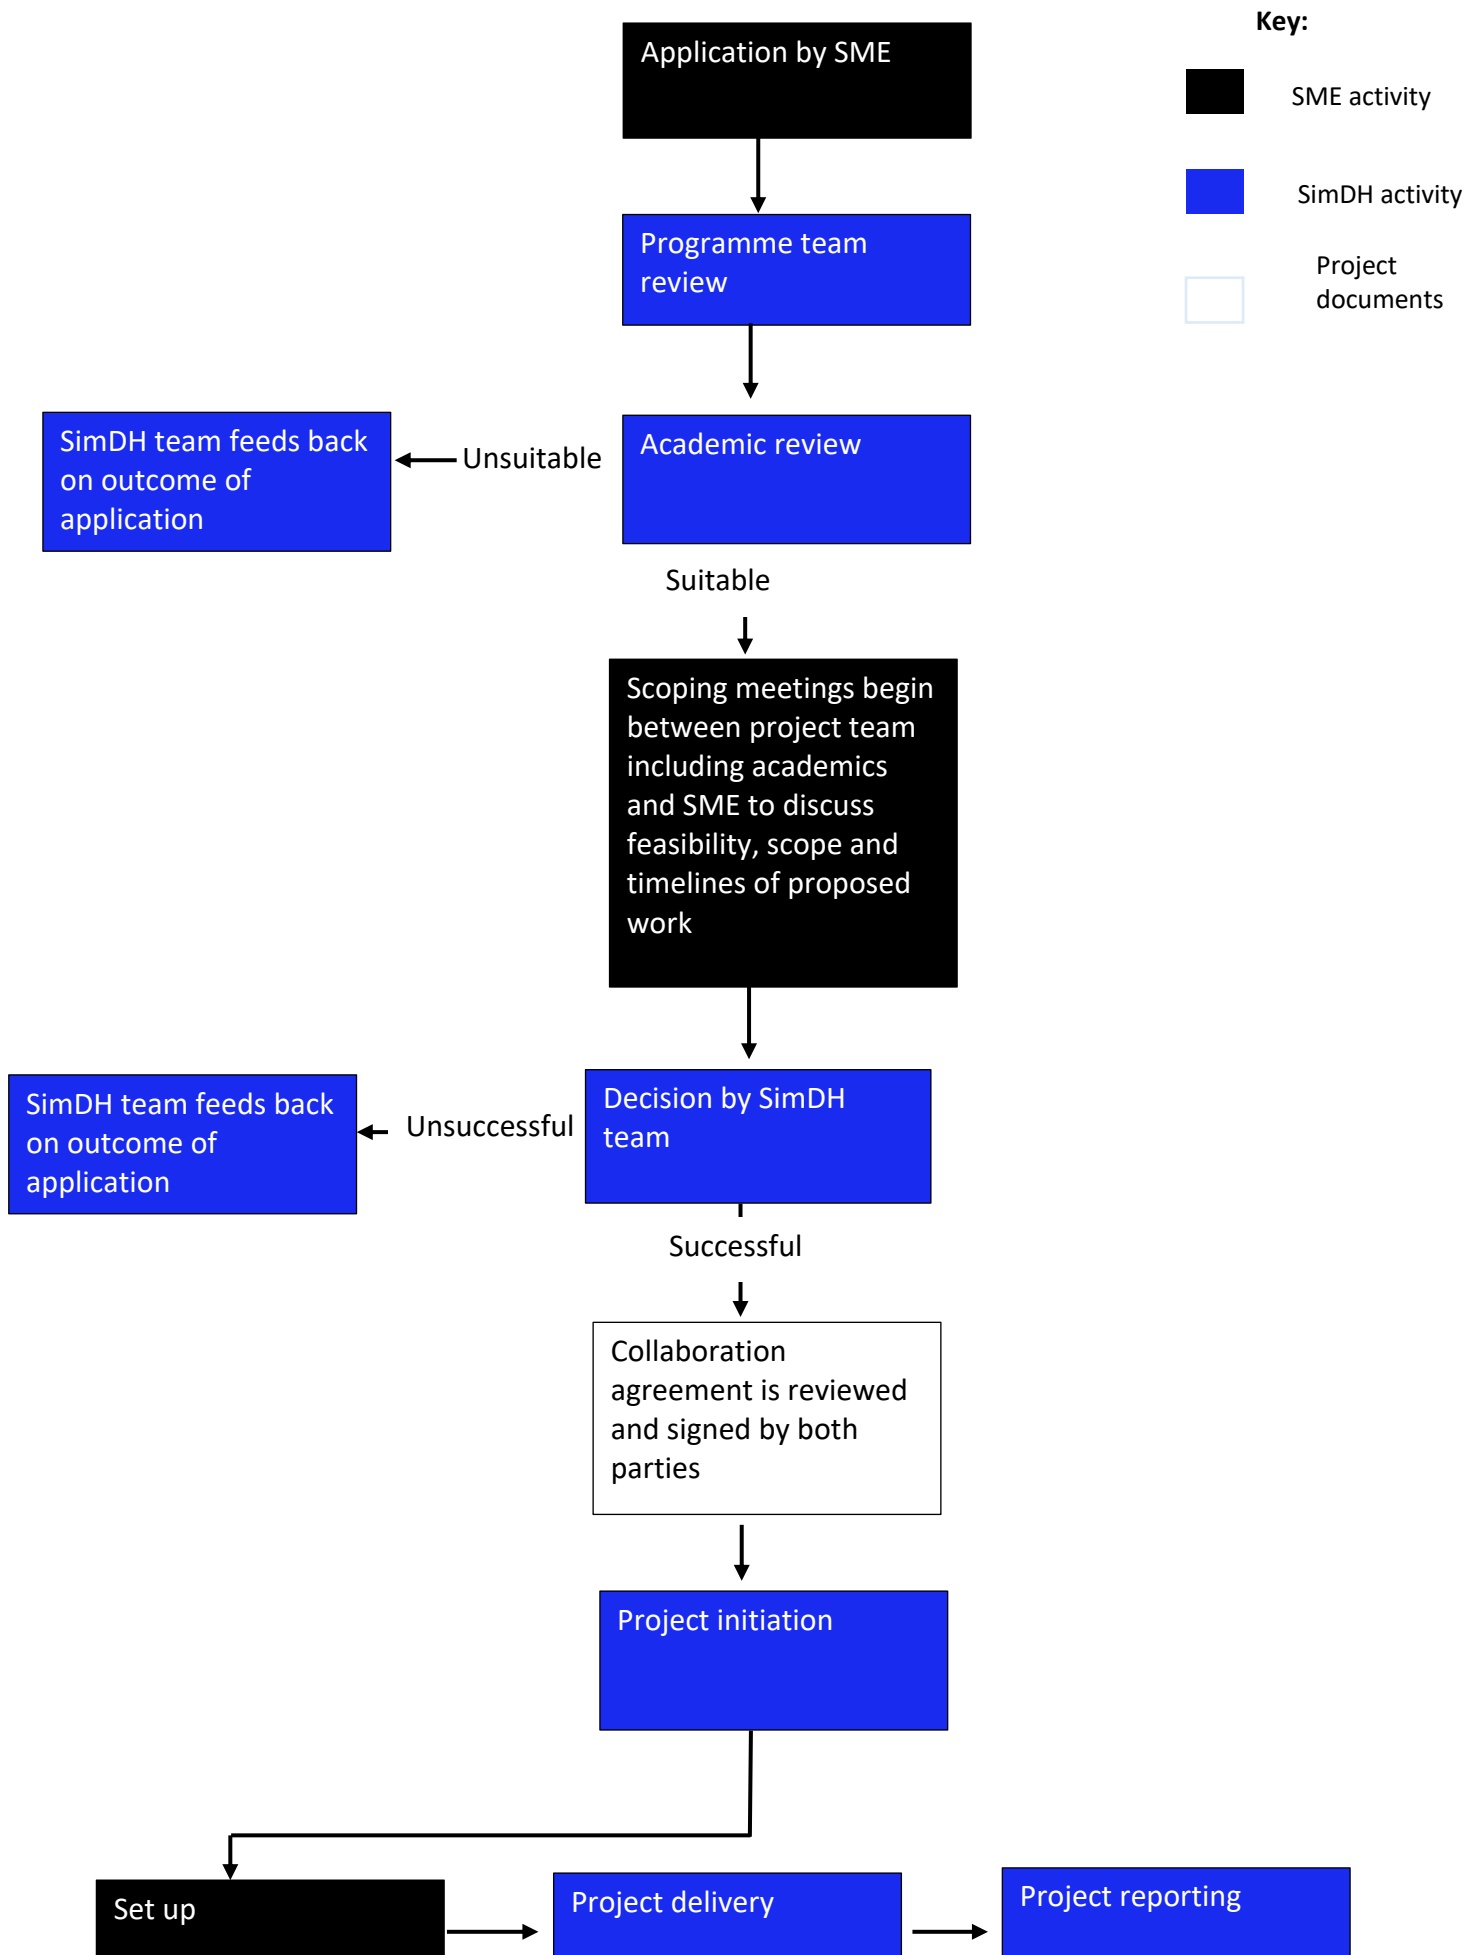 Key:
Application by SME
SME activity
SimDH activity
Programme team
review
Project
documents
SimDH team feeds back
on outcome of
application
Unsuitable
Academic review
Suitable
Scoping meetings begin
between project team
including academics
and SME to discuss
feasibility, scope and
timelines of proposed
work
SimDH team feeds back
on outcome of
application
Unsuccessful
Decision by SimDH
team
Successful
Collaboration
agreement is reviewed
and signed by both
parties
Project initiation
Set up
Project delivery
Project reporting